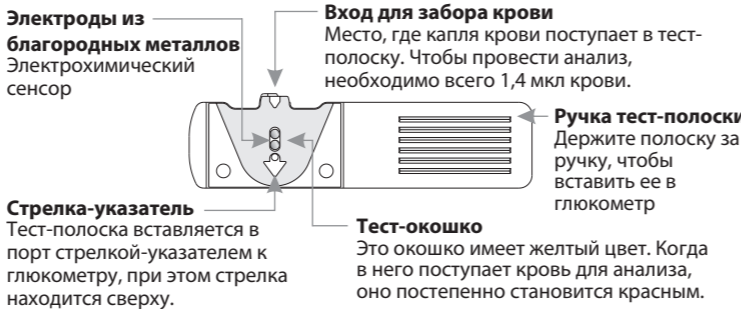 Электроды из
благородных металлов
Электрохимический
сенсор
Вход для забора крови
Место, где капля крови поступает в тест-
полоску. Чтобы провести анализ,
необходимо всего 1,4 мкл крови.
Ручка тест-полоски
Держите полоску за
ручку, чтобы
вставить ее в
глюкометр
Стрелка-указатель
Тест-полоска вставляется в
порт стрелкой-указателем к
глюкометру, при этом стрелка
находится сверху.
Тест-окошко
Это окошко имеет желтый цвет. Когда
в него поступает кровь для анализа,
оно постепенно становится красным.